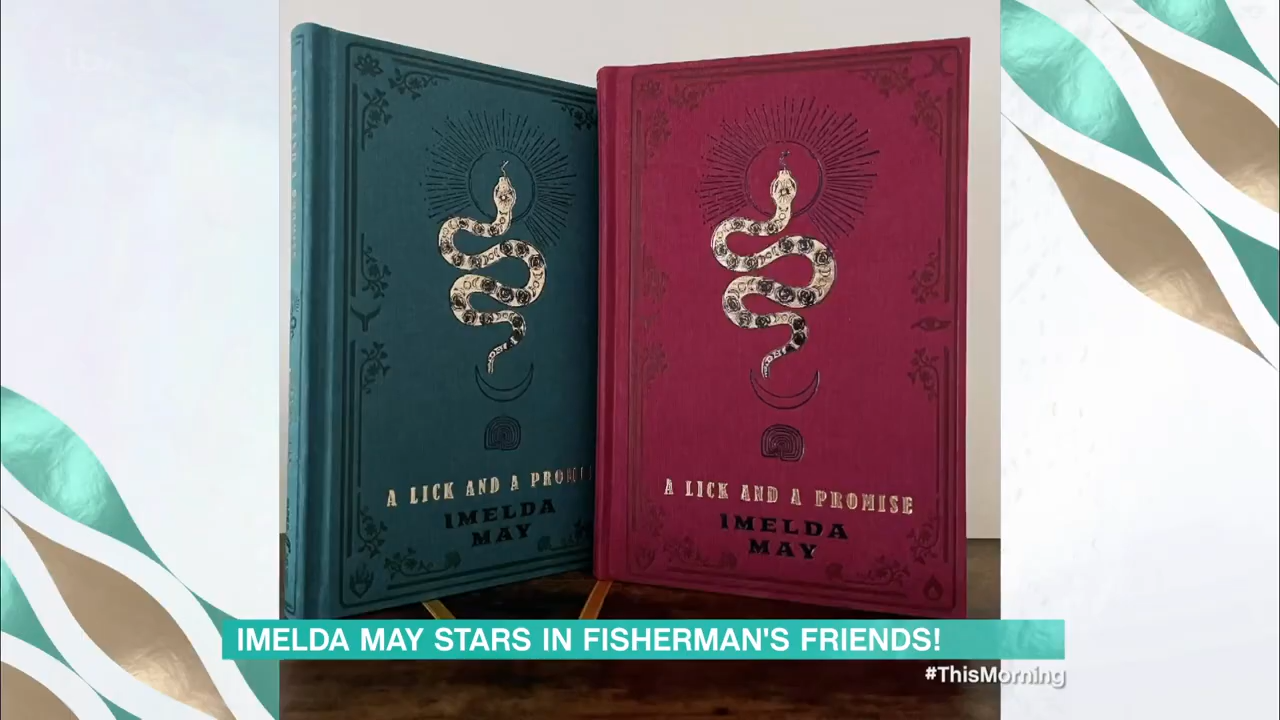 A LICK AND A PROMI
IMELDA
MAY
A LICK AND A PROMISE
IMELDA
MAY
IMELDA MAY STARS IN FISHERMAN'S FRIENDS!
#ThisMorning